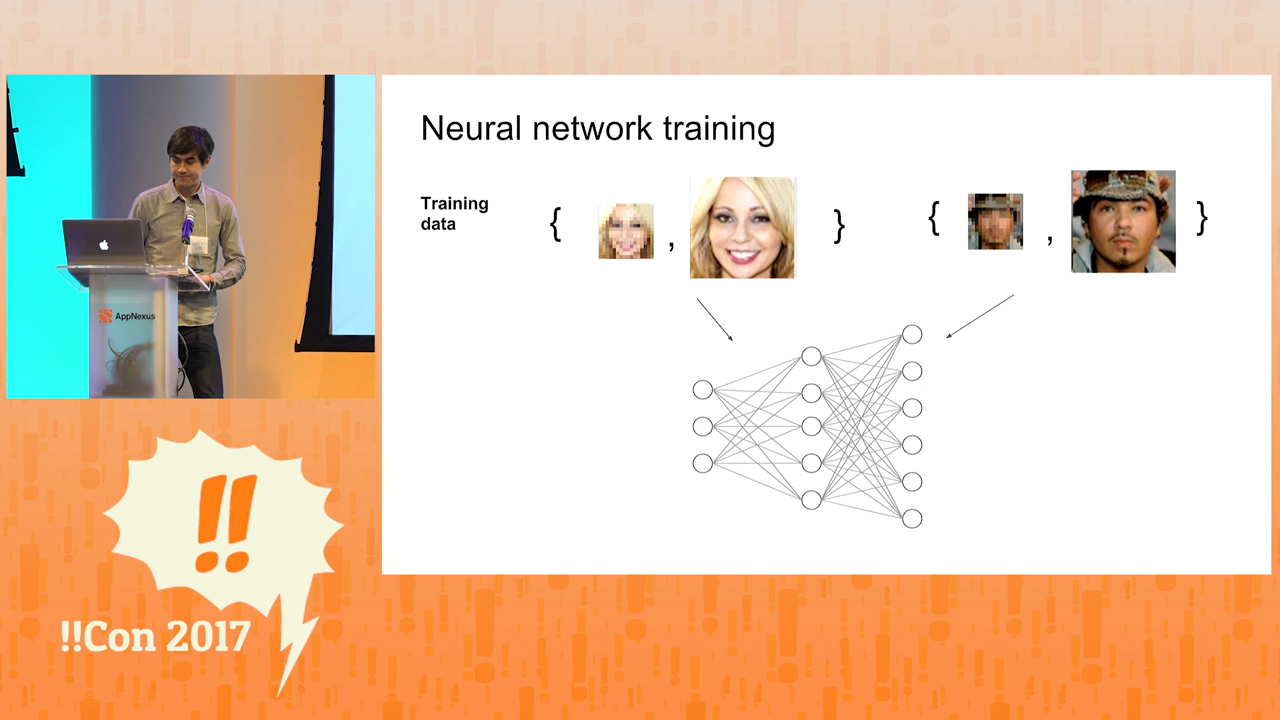 Neural network training
Training
data
{ , }
{ , }
AppNexus
!!
!!Con 2017